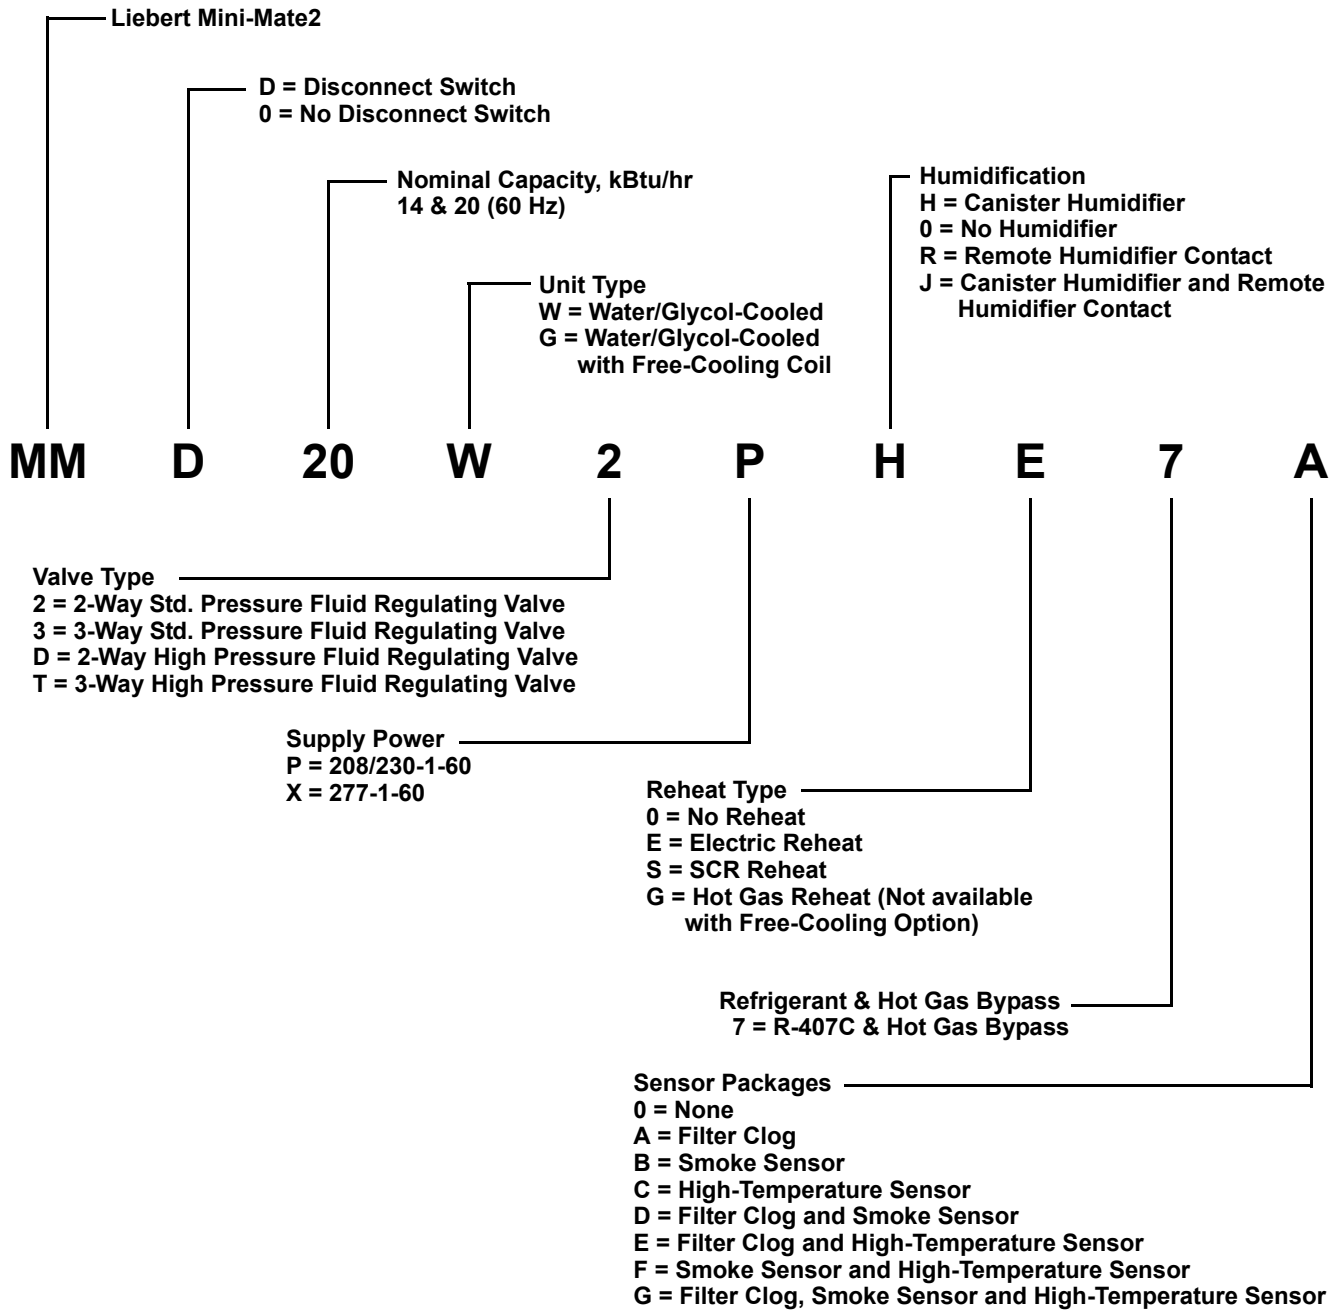 Liebert Mini-Mate2
D = Disconnect Switch
0 = No Disconnect Switch
Nominal Capacity, kBtu/hr
14 & 20 (60 Hz)
Humidification
H = Canister Humidifier
0 = No Humidifier
R = Remote Humidifier Contact
J = Canister Humidifier and Remote
Humidifier Contact
Unit Type
W = Water/Glycol-Cooled
G = Water/Glycol-Cooled
with Free-Cooling Coil
MM D 20 W 2 P H E 7 A
Valve Type
2 = 2-Way Std. Pressure Fluid Regulating Valve
3 = 3-Way Std. Pressure Fluid Regulating Valve
D = 2-Way High Pressure Fluid Regulating Valve
T = 3-Way High Pressure Fluid Regulating Valve
Supply Power
P = 208/230-1-60
X = 277-1-60
Reheat Type
0 = No Reheat
E = Electric Reheat
S = SCR Reheat
G = Hot Gas Reheat (Not available
with Free-Cooling Option)
Refrigerant & Hot Gas Bypass
7 = R-407C & Hot Gas Bypass
Sensor Packages
0 = None
A = Filter Clog
B = Smoke Sensor
C = High-Temperature Sensor
D = Filter Clog and Smoke Sensor
E = Filter Clog and High-Temperature Sensor
F = Smoke Sensor and High-Temperature Sensor
G = Filter Clog, Smoke Sensor and High-Temperature Sensor